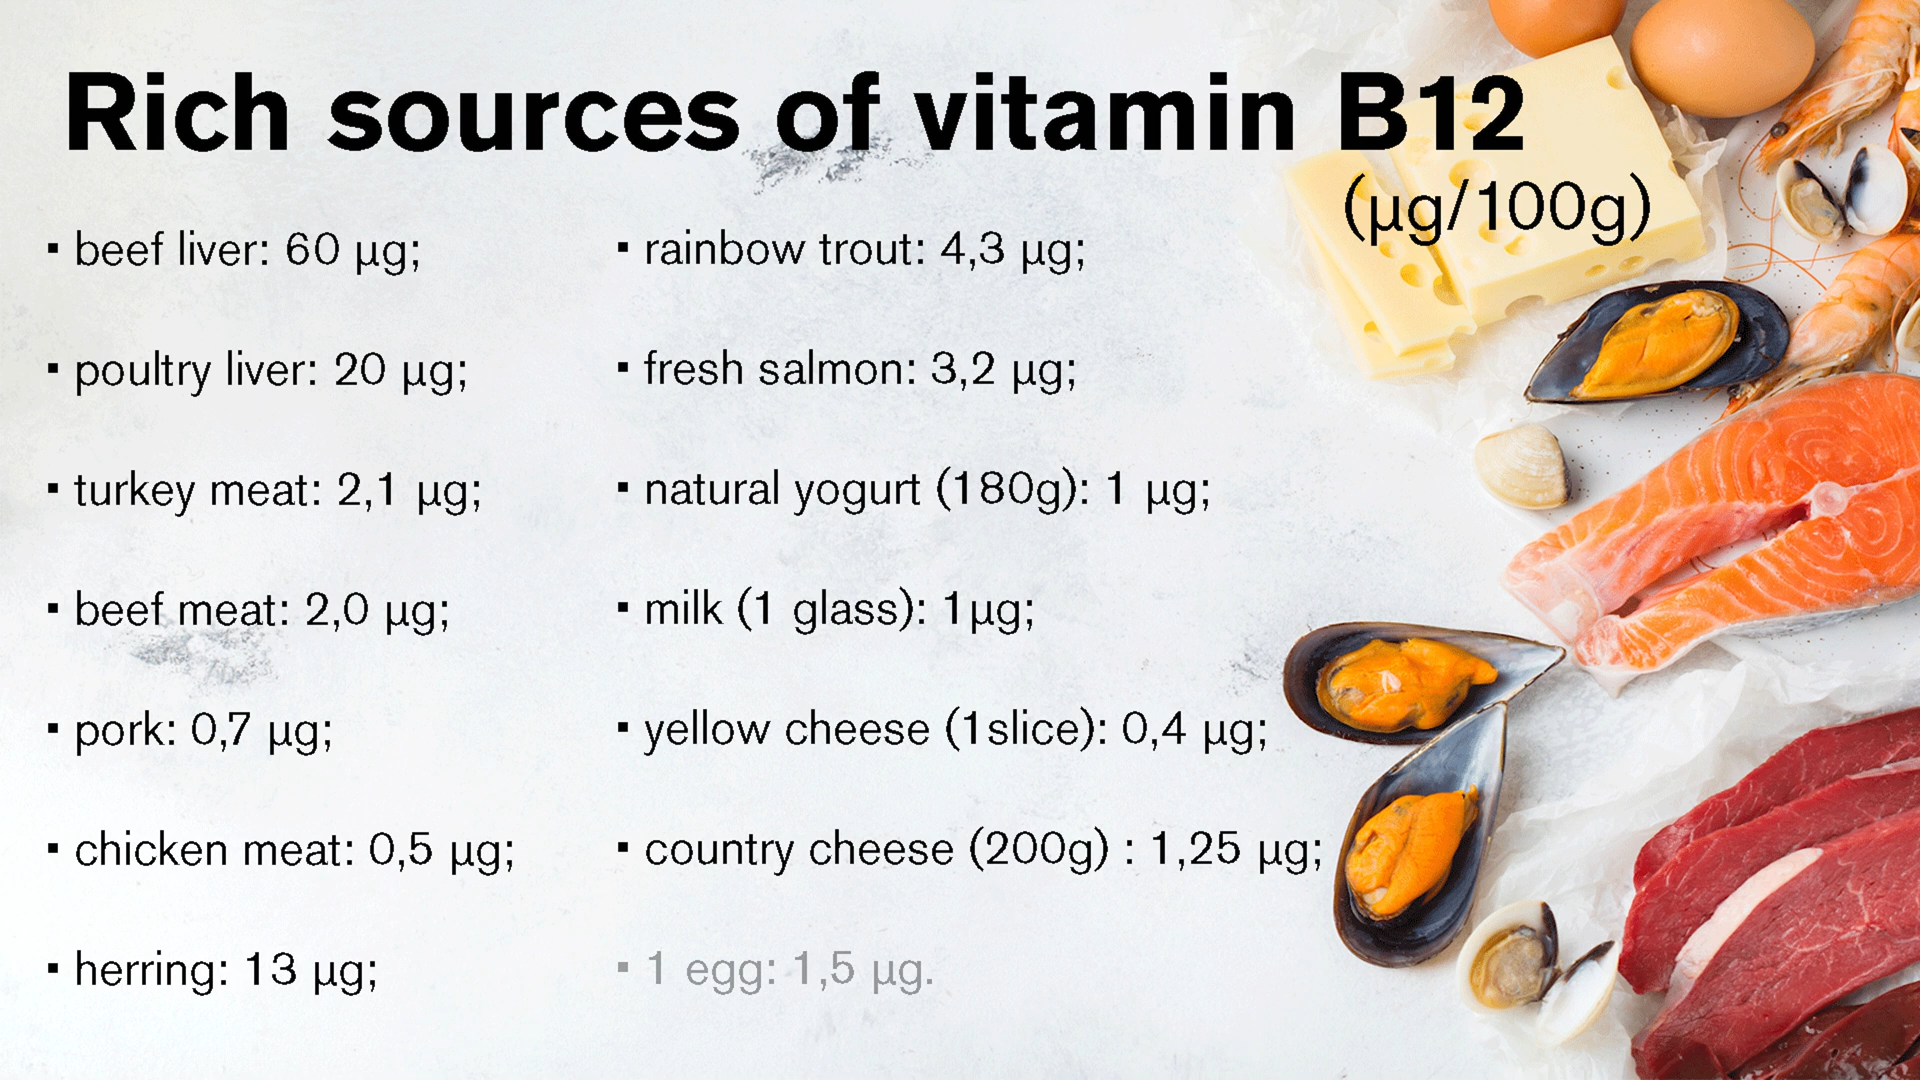 Rich sources of vitamin B12
(µg/100g)
▪ beef liver: 60 µg;
▪ poultry liver: 20 µg;
▪ turkey meat: 2,1 µg;
▪ beef meat: 2,0 µg;
▪ pork: 0,7 µg;
▪ chicken meat: 0,5 µg;
▪ herring: 13 µg;
▪ rainbow trout: 4,3 µg;
▪ fresh salmon: 3,2 µg;
▪ natural yogurt (180g): 1 µg;
▪ milk (1 glass): 1µg;
▪ yellow cheese (1slice): 0,4 µg;
▪ country cheese (200g) : 1,25 µg;
▪ 1 egg: 1,5 µg.